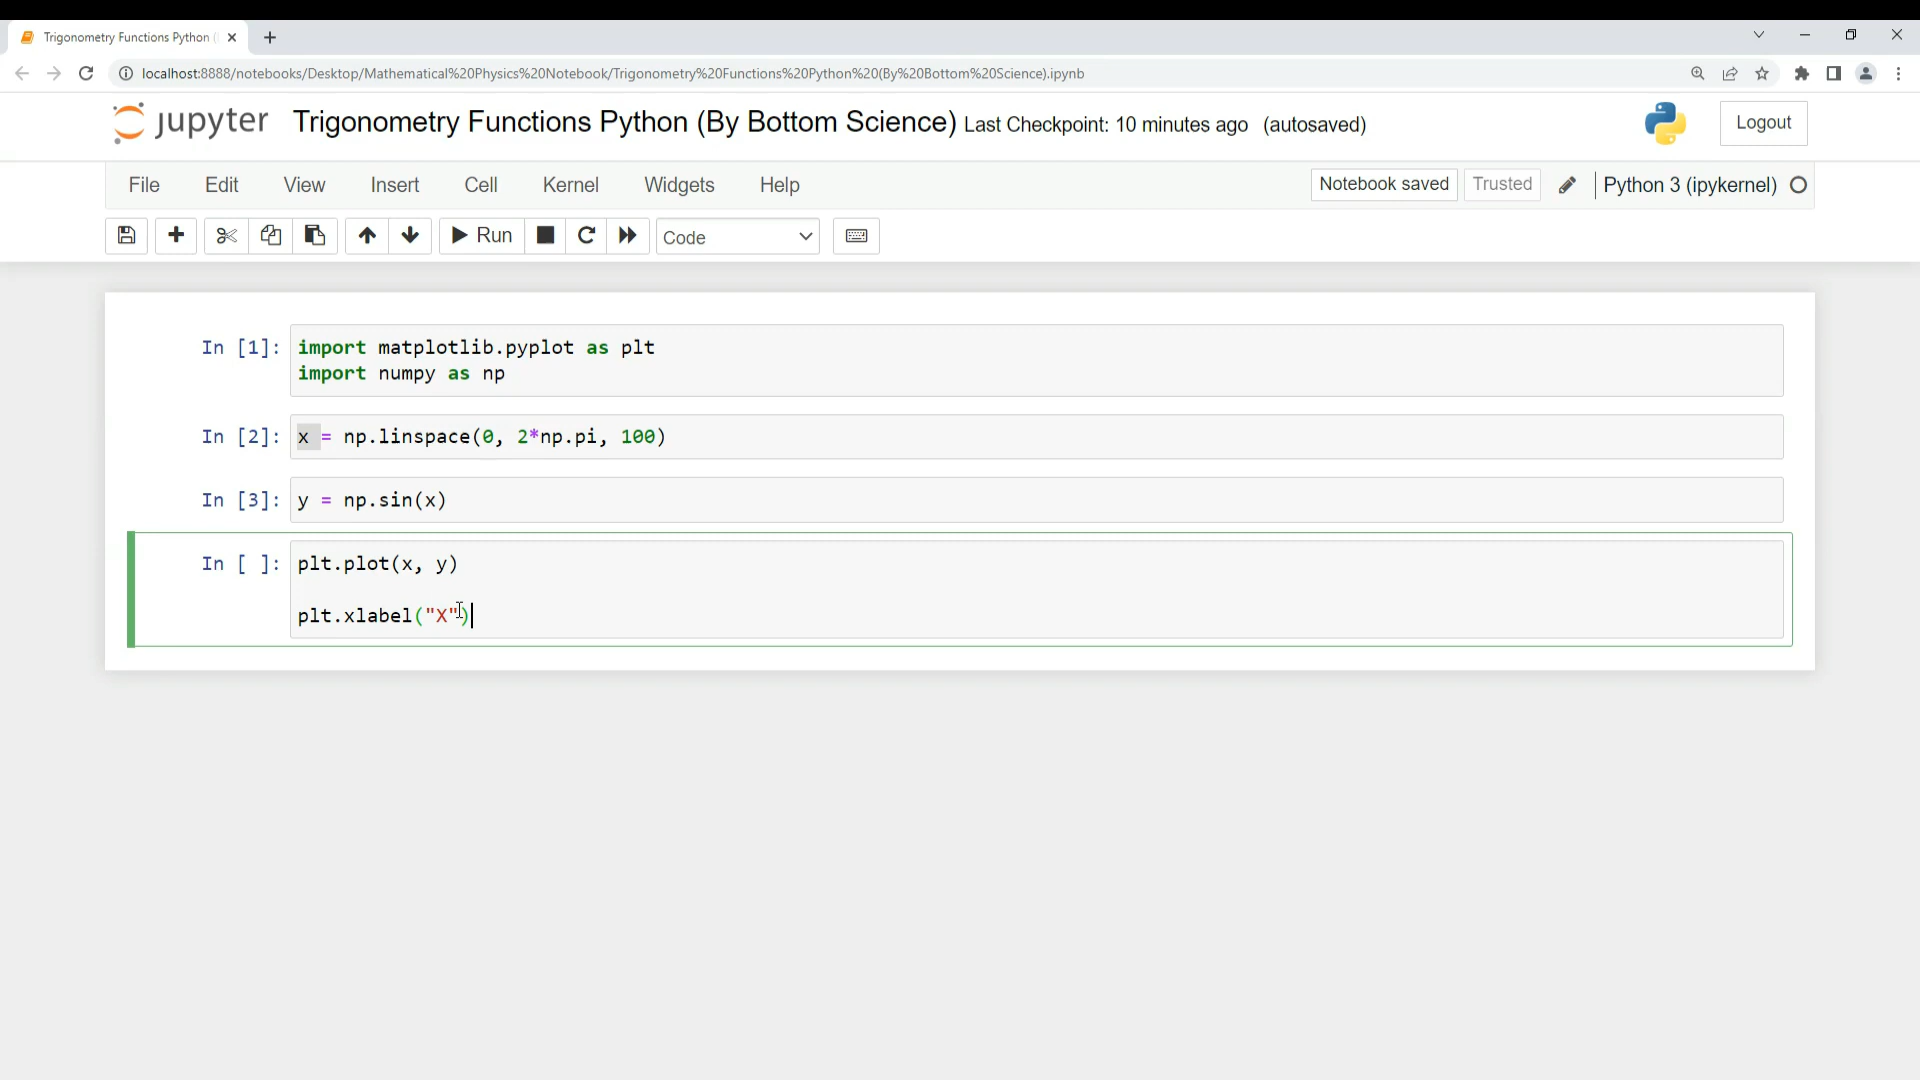 Trigonometry Functions Python (
localhost:8888/notebooks/Desktop/Mathematical%20Physics%20Notebook/Trigonometry%20Functions%20Python%20(By%20Bottom%20Science).ipynb
jupyter Trigonometry Functions Python (By Bottom Science) Last Checkpoint: 10 minutes ago (autosaved) Logout
File Edit View Insert Cell Kernel Widgets Help Notebook saved Trusted Python 3 (ipykernel)
Run Code
In [1]: import matplotlib.pyplot as plt
import numpy as np
In [2]: x = np.linspace(0, 2*np.pi, 100)
In [3]: y = np.sin(x)
In [ ]: plt.plot(x, y)
plt.xlabel("X")